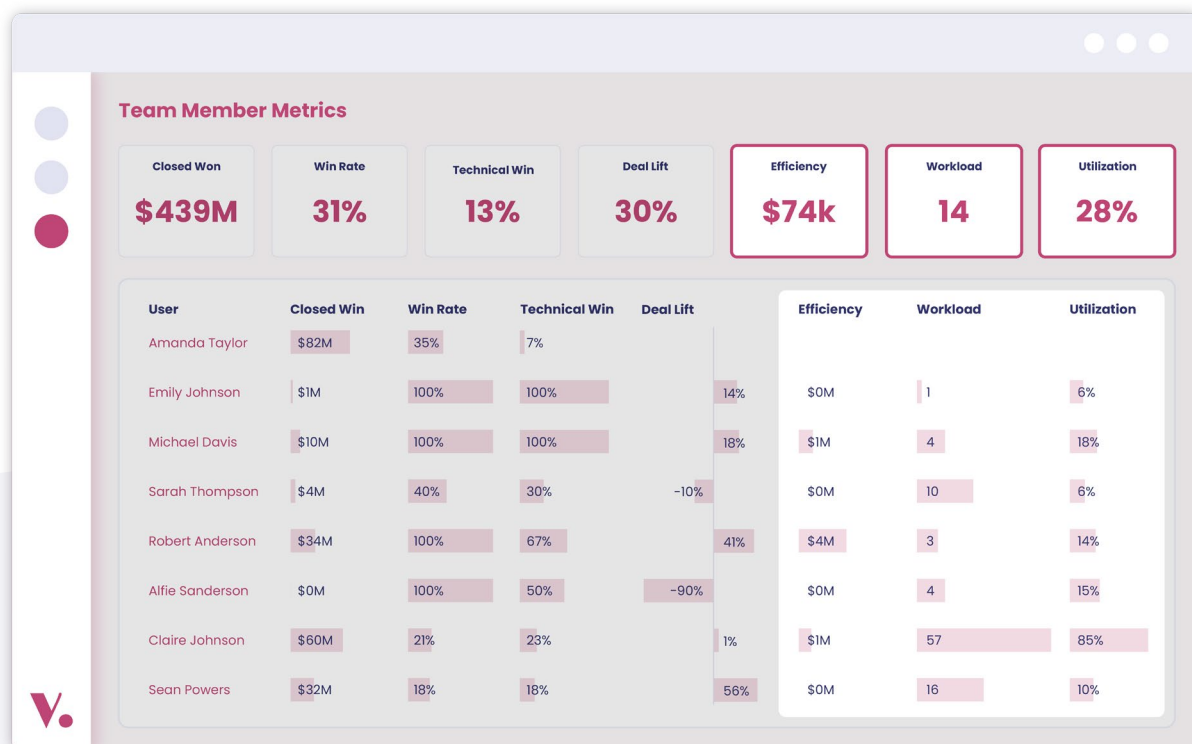 Team Member Metrics
Closed Won Win Rate Technical Win Deal Lift Efficiency Workload Utilization
$439M 31% 13% 30% $74k 14 28%
User Closed Win Win Rate Technical Win Deal Lift Efficiency Workload Utilization
Amanda Taylor $82M 35% 7%
Emily Johnson $1M 100% 100% 14% $0M 1 6%
Michael Davis $10M 100% 100% 18% $1M 4 18%
Sarah Thompson $4M 40% 30% -10% $0M 10 6%
Robert Anderson $34M 100% 67% 41% $4M 3 14%
Alfie Sanderson $0M 100% 50% -90% $0M 4 15%
Claire Johnson $60M 21% 23% 1% $1M 57 85%
Sean Powers $32M 18% 18% 56% $0M 16 10%
V.